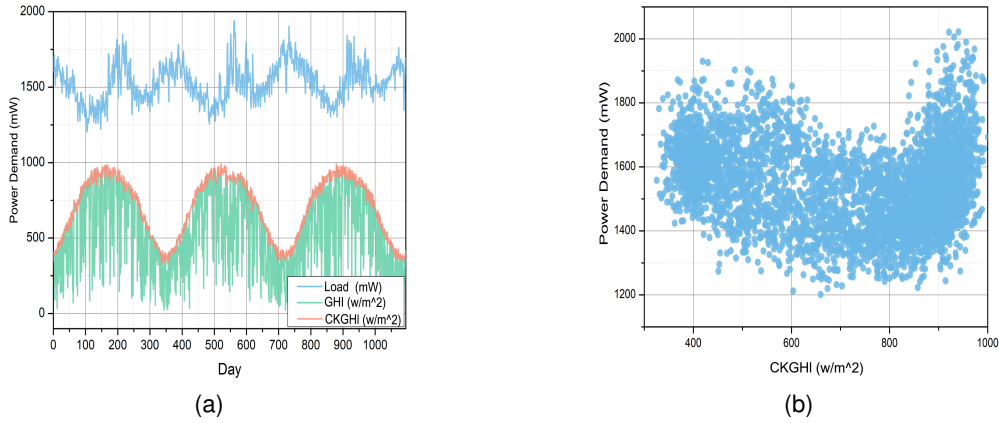 2000
1500
1000
500
0
Power Demand (mW)
0 100 200 300 400 500 600 700 800 900 1000
Day
Load (mW)
GHI (w/m^2)
CKGHI (w/m^2)
(a)
2000
1800
1600
1400
1200
Power Demand (mW)
400 600 800 1000
CKGHI (w/m^2)
(b)